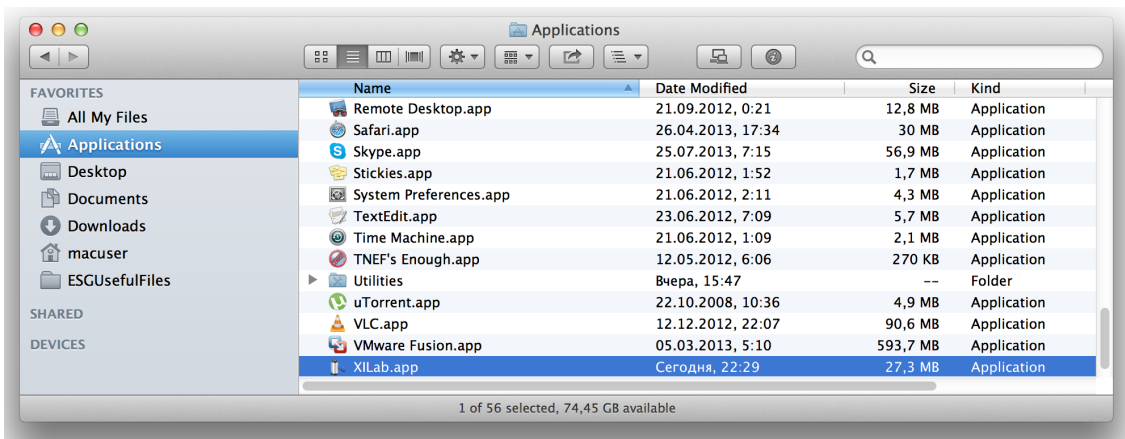 Applications
FAVORITES
All My Files
Applications
Desktop
Documents
Downloads
macuser
ESGUsefulFiles
SHARED
DEVICES
Name Date Modified Size Kind
Remote Desktop.app 21.09.2012, 0:21 12,8 MB Application
Safari.app 26.04.2013, 17:34 30 MB Application
Skype.app 25.07.2013, 7:15 56,9 MB Application
Stickies.app 21.06.2012, 1:52 1,7 MB Application
System Preferences.app 21.06.2012, 2:11 4,3 MB Application
TextEdit.app 23.06.2012, 7:09 5,7 MB Application
Time Machine.app 21.06.2012, 1:09 2,1 MB Application
TNEF's Enough.app 12.05.2012, 6:06 270 KB Application
Utilities Вчера, 15:47 -- Folder
uTorrent.app 22.10.2008, 10:36 4,9 MB Application
VLC.app 12.12.2012, 22:07 90,6 MB Application
VMware Fusion.app 05.03.2013, 5:10 593,7 MB Application
XILab.app Сегодня, 22:29 27,3 MB Application
1 of 56 selected, 74,45 GB available